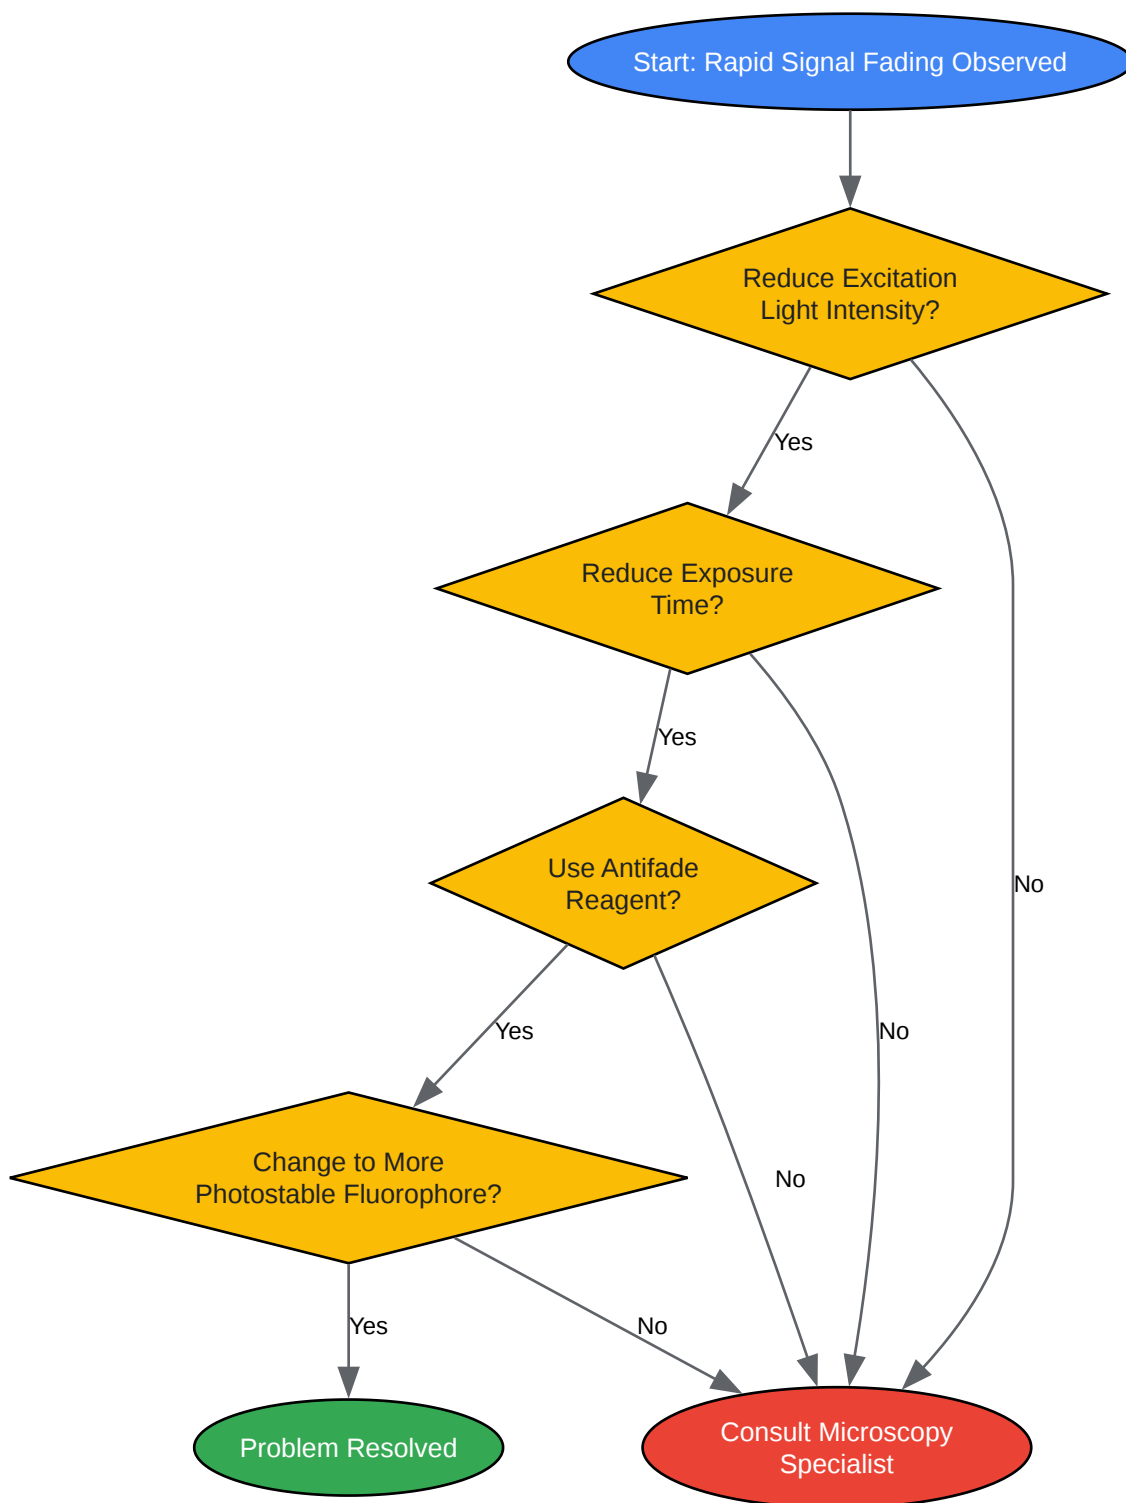 Start: Rapid Signal Fading Observed
Reduce Excitation
Light Intensity?
Yes
Reduce Exposure
Time?
Yes
Use Antifade
Reagent?
No
Yes
No
Change to More
Photostable Fluorophore?
No
Yes
No
Problem Resolved
Consult Microscopy
Specialist